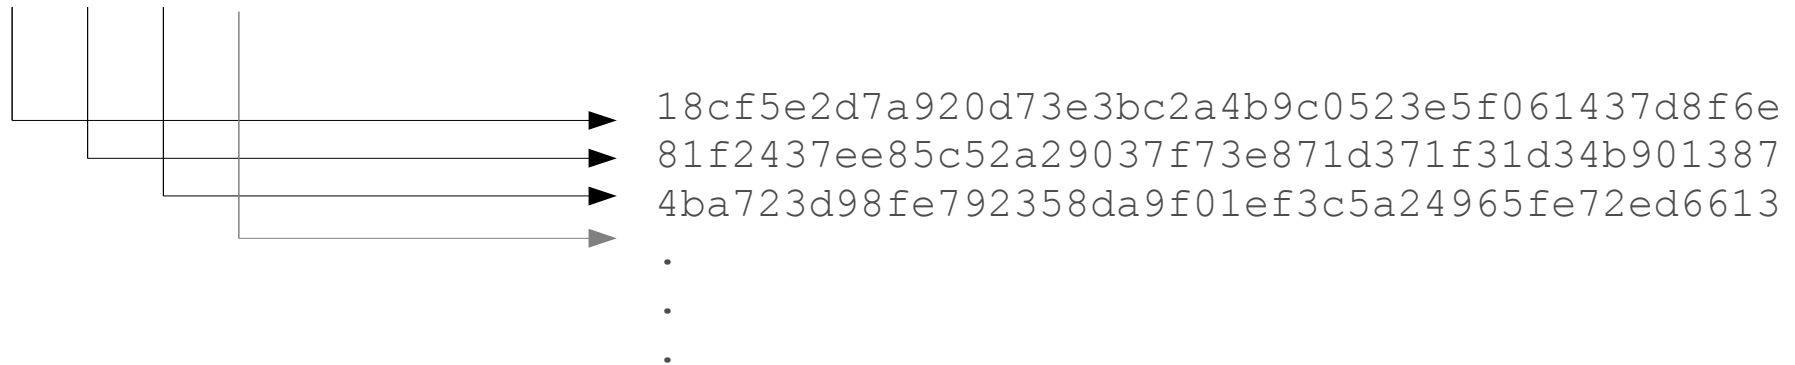 18cf5e2d7a920d73e3bc2a4b9c0523e5f061437d8f6e
81f2437ee85c52a29037f73e871d371f31d34b901387
4ba723d98fe792358da9f01ef3c5a24965fe72ed6613
.
.
.